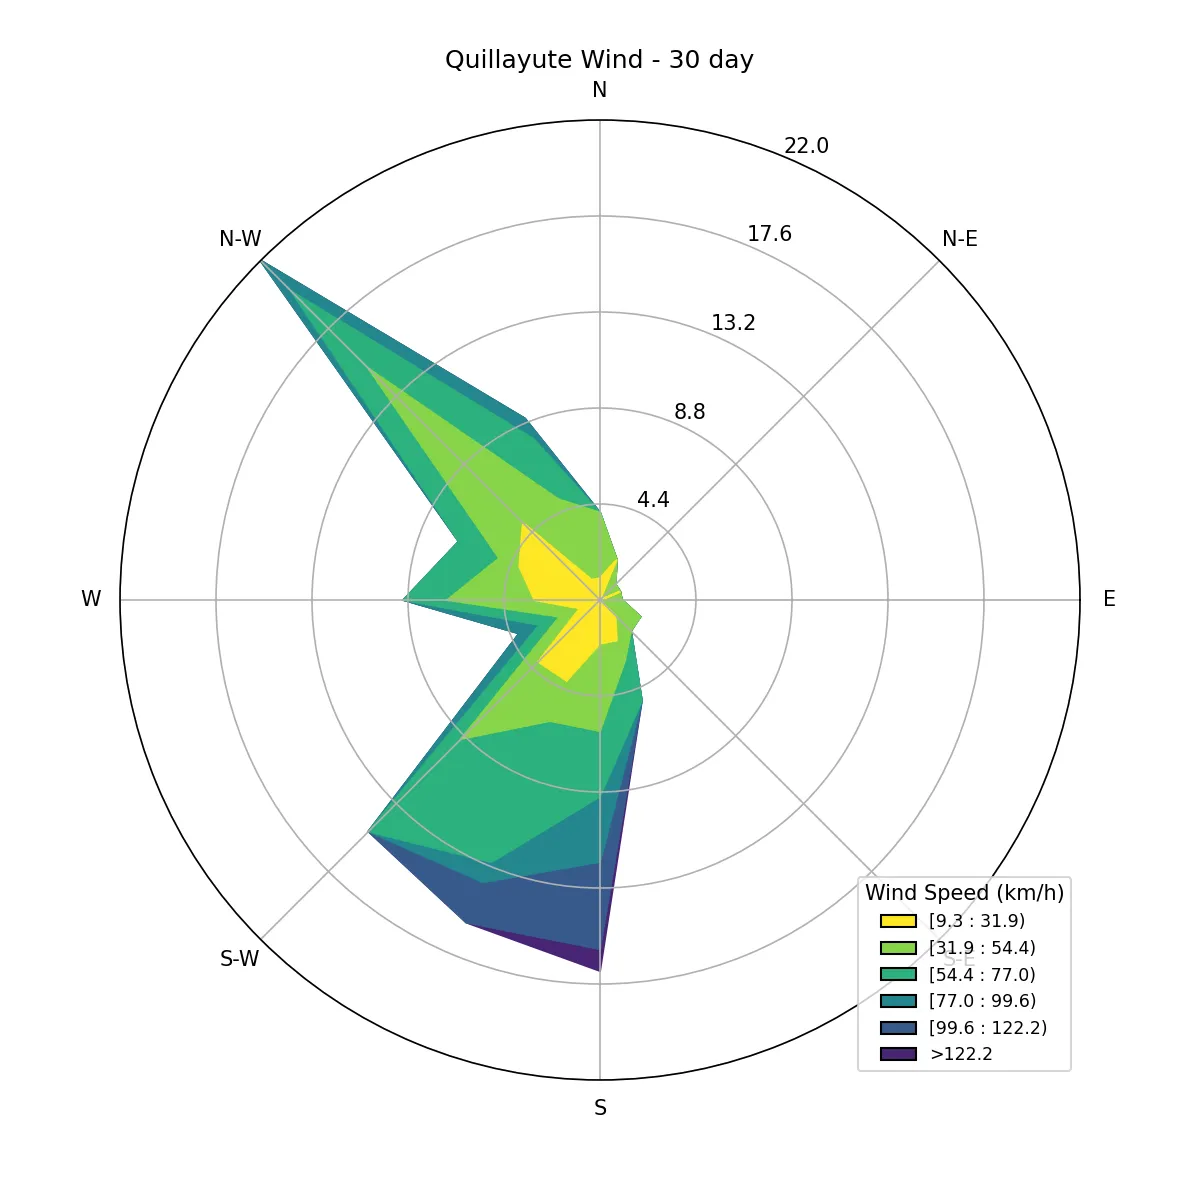 Quillayute Wind - 30 day
N
22.0
17.6
N-W
N-E
13.2
8.8
4.4
W
E
S-W
S-E
Wind Speed (km/h)
[9.3 : 31.9)
[31.9 : 54.4)
[54.4 : 77.0)
[77.0 : 99.6)
[99.6 : 122.2)
>122.2
S